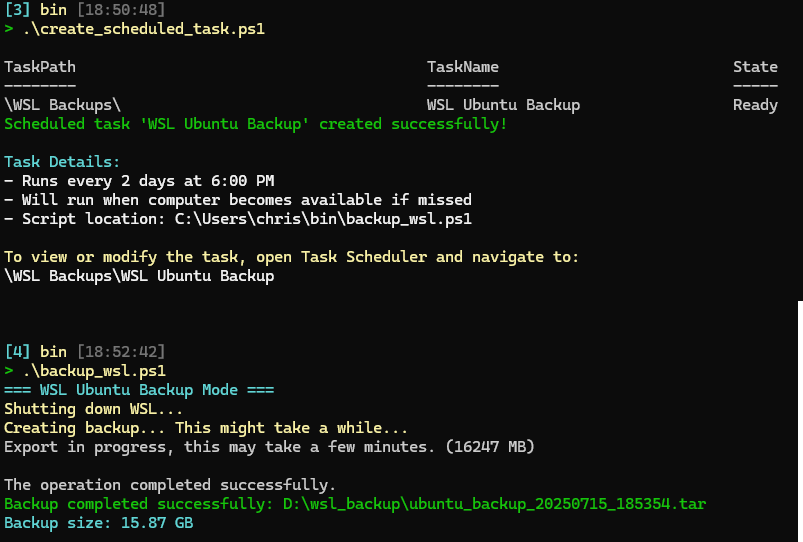 [3] bin [18:50:48]
> .\create_scheduled_task.ps1
TaskPath TaskName State
-------- -------- -----
\WSL Backups\ WSL Ubuntu Backup Ready
Scheduled task 'WSL Ubuntu Backup' created successfully!
Task Details:
- Runs every 2 days at 6:00 PM
- Will run when computer becomes available if missed
- Script location: C:\Users\chris\bin\backup_wsl.ps1
To view or modify the task, open Task Scheduler and navigate to:
\WSL Backups\WSL Ubuntu Backup
[4] bin [18:52:42]
> .\backup_wsl.ps1
=== WSL Ubuntu Backup Mode ===
Shutting down WSL...
Creating backup... This might take a while...
Export in progress, this may take a few minutes. (16247 MB)
The operation completed successfully.
Backup completed successfully: D:\wsl_backup\ubuntu_backup_20250715_185354.tar
Backup size: 15.87 GB